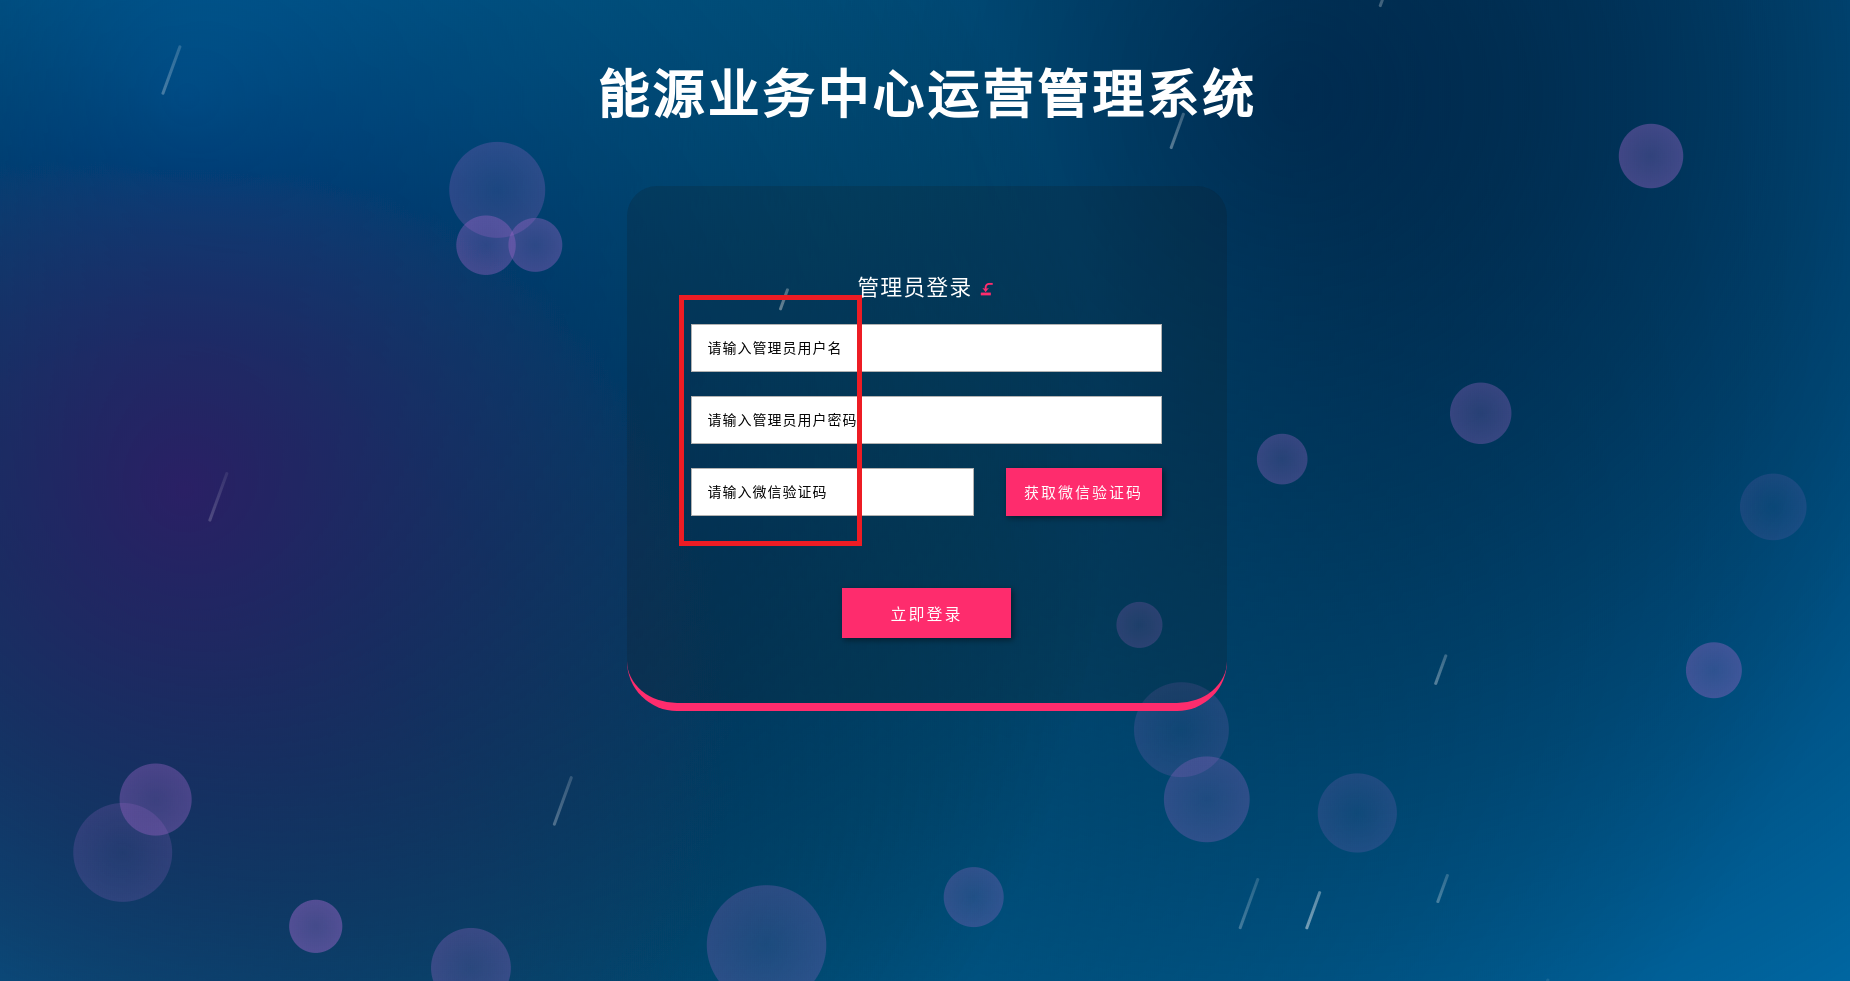 能源业务中心运营管理系统
管理员登录
请输入管理员用户名
请输入管理员用户密码
请输入微信验证码
获取微信验证码
立即登录